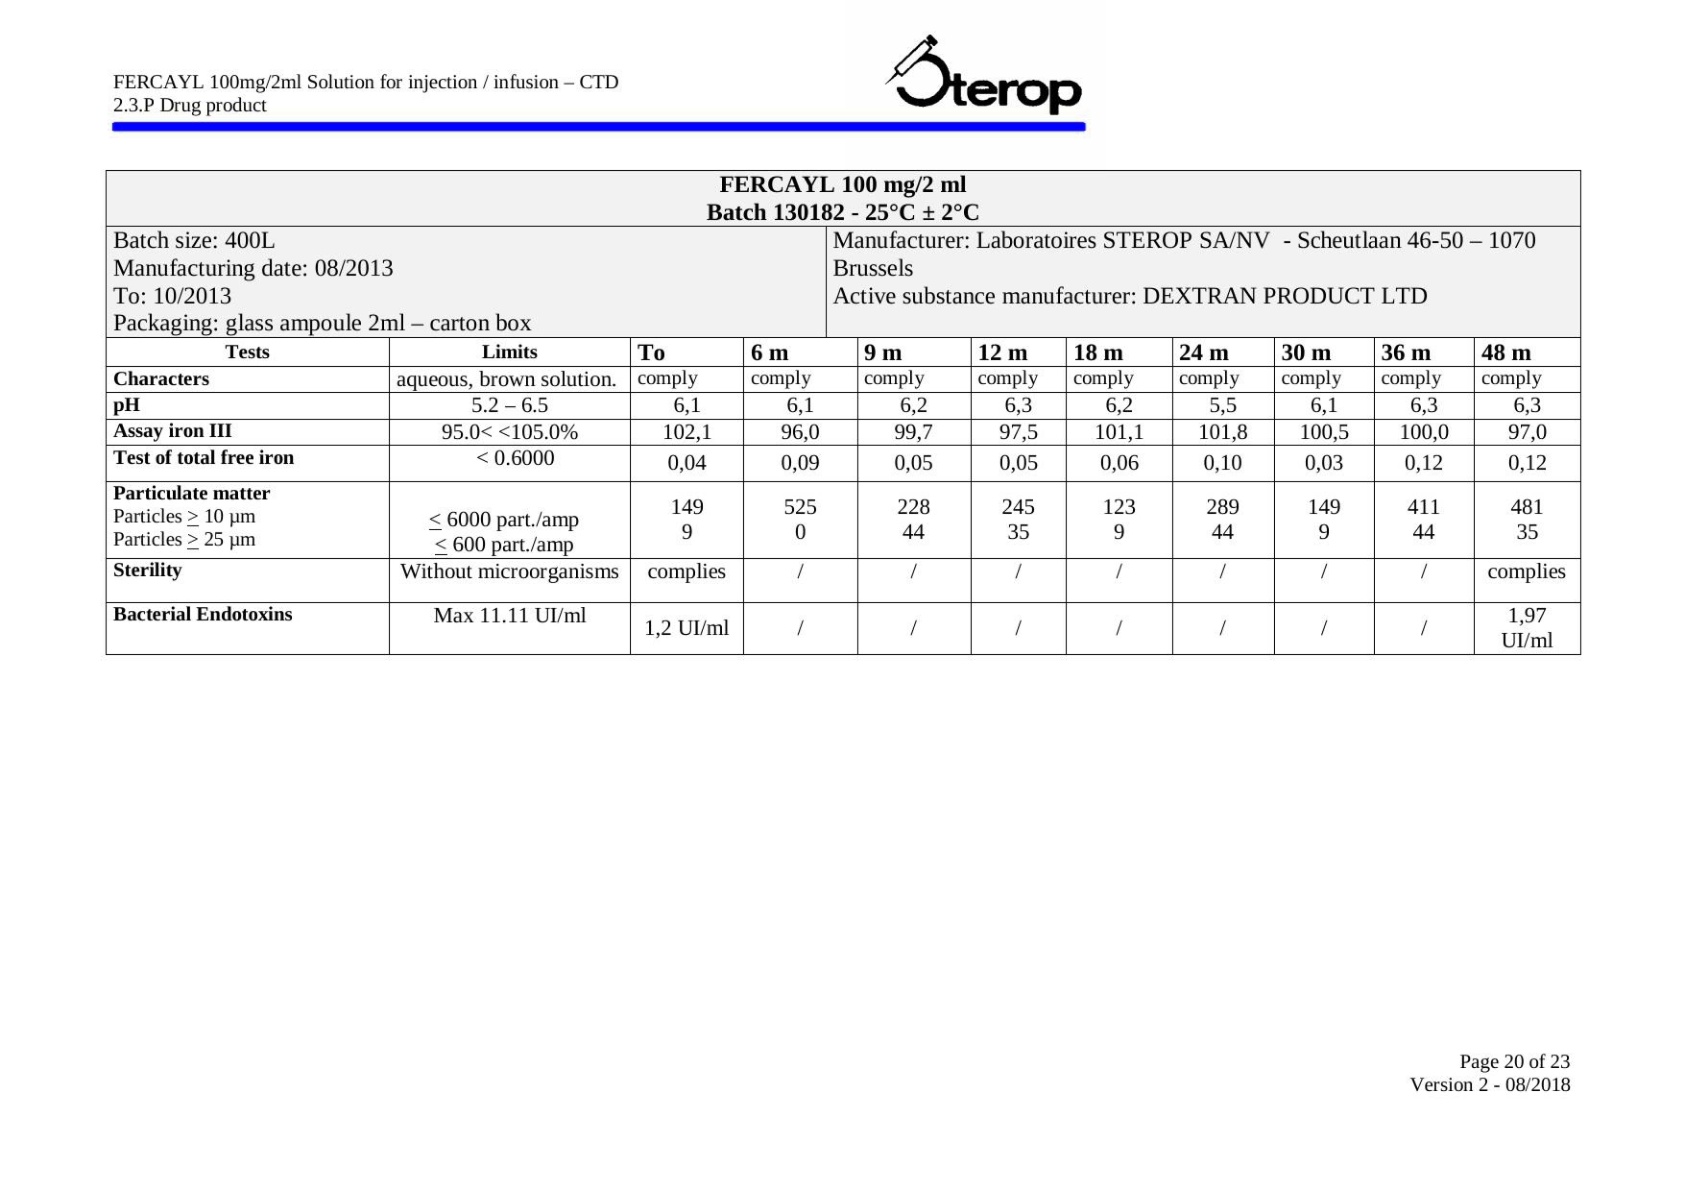 FERCAYL 100mg/2ml Solution for injection / infusion – CTD
2.3.P Drug product
Sterop
FERCAYL 100 mg/2 ml
Batch 130182 - 25°C ± 2°C
Batch size: 400L
Manufacturing date: 08/2013
To: 10/2013
Packaging: glass ampoule 2ml – carton box
Manufacturer: Laboratoires STEROP SA/NV - Scheutlaan 46-50 – 1070
Brussels
Active substance manufacturer: DEXTRAN PRODUCT LTD
Tests Limits To 6 m 9 m 12 m 18 m 24 m 30 m 36 m 48 m
Characters aqueous, brown solution. comply comply comply comply comply comply comply comply comply
pH 5.2 – 6.5 6,1 6,1 6,2 6,3 6,2 5,5 6,1 6,3 6,3
Assay iron III 95.0< <105.0% 102,1 96,0 99,7 97,5 101,1 101,8 100,5 100,0 97,0
Test of total free iron < 0.6000 0,04 0,09 0,05 0,05 0,06 0,10 0,03 0,12 0,12
Particulate matter
Particles ≥ 10 µm ≤ 6000 part./amp 149 525 228 245 123 289 149 411 481
Particles ≥ 25 µm ≤ 600 part./amp 9 0 44 35 9 44 9 44 35
Sterility Without microorganisms complies / / / / / / / complies
Bacterial Endotoxins Max 11.11 UI/ml 1,2 UI/ml / / / / / / / 1,97
UI/ml
Page 20 of 23
Version 2 - 08/2018